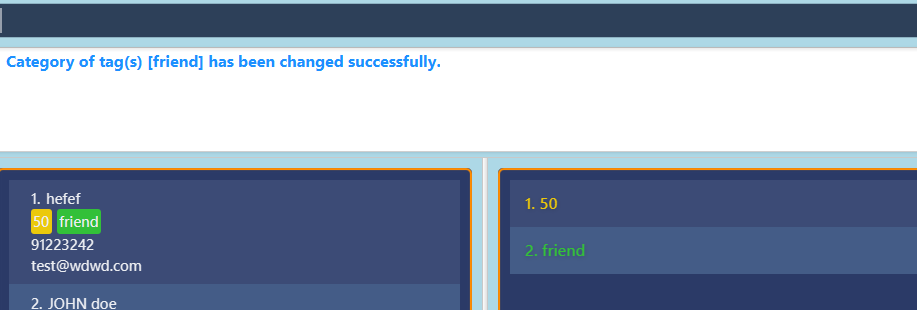 Category of tag(s) [friend] has been changed successfully.
1. hefef
50 friend
91223242
test@wdwd.com
2. JOHN doe
1. 50
2. friend